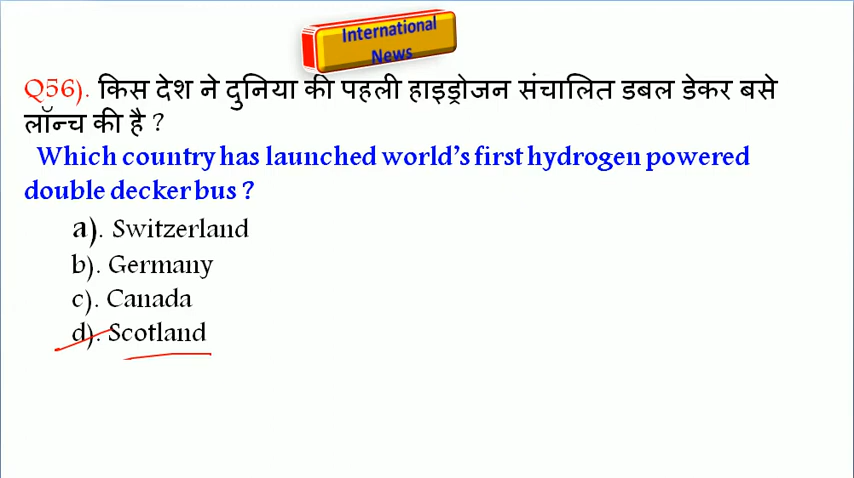 International
News
Q56). किस देश ने दुनिया की पहली हाइड्रोजन संचालित डबल डेकर बसे
लॉन्च की है ?
Which country has launched world's first hydrogen powered
double decker bus ?
a). Switzerland
b). Germany
c). Canada
d). Scotland